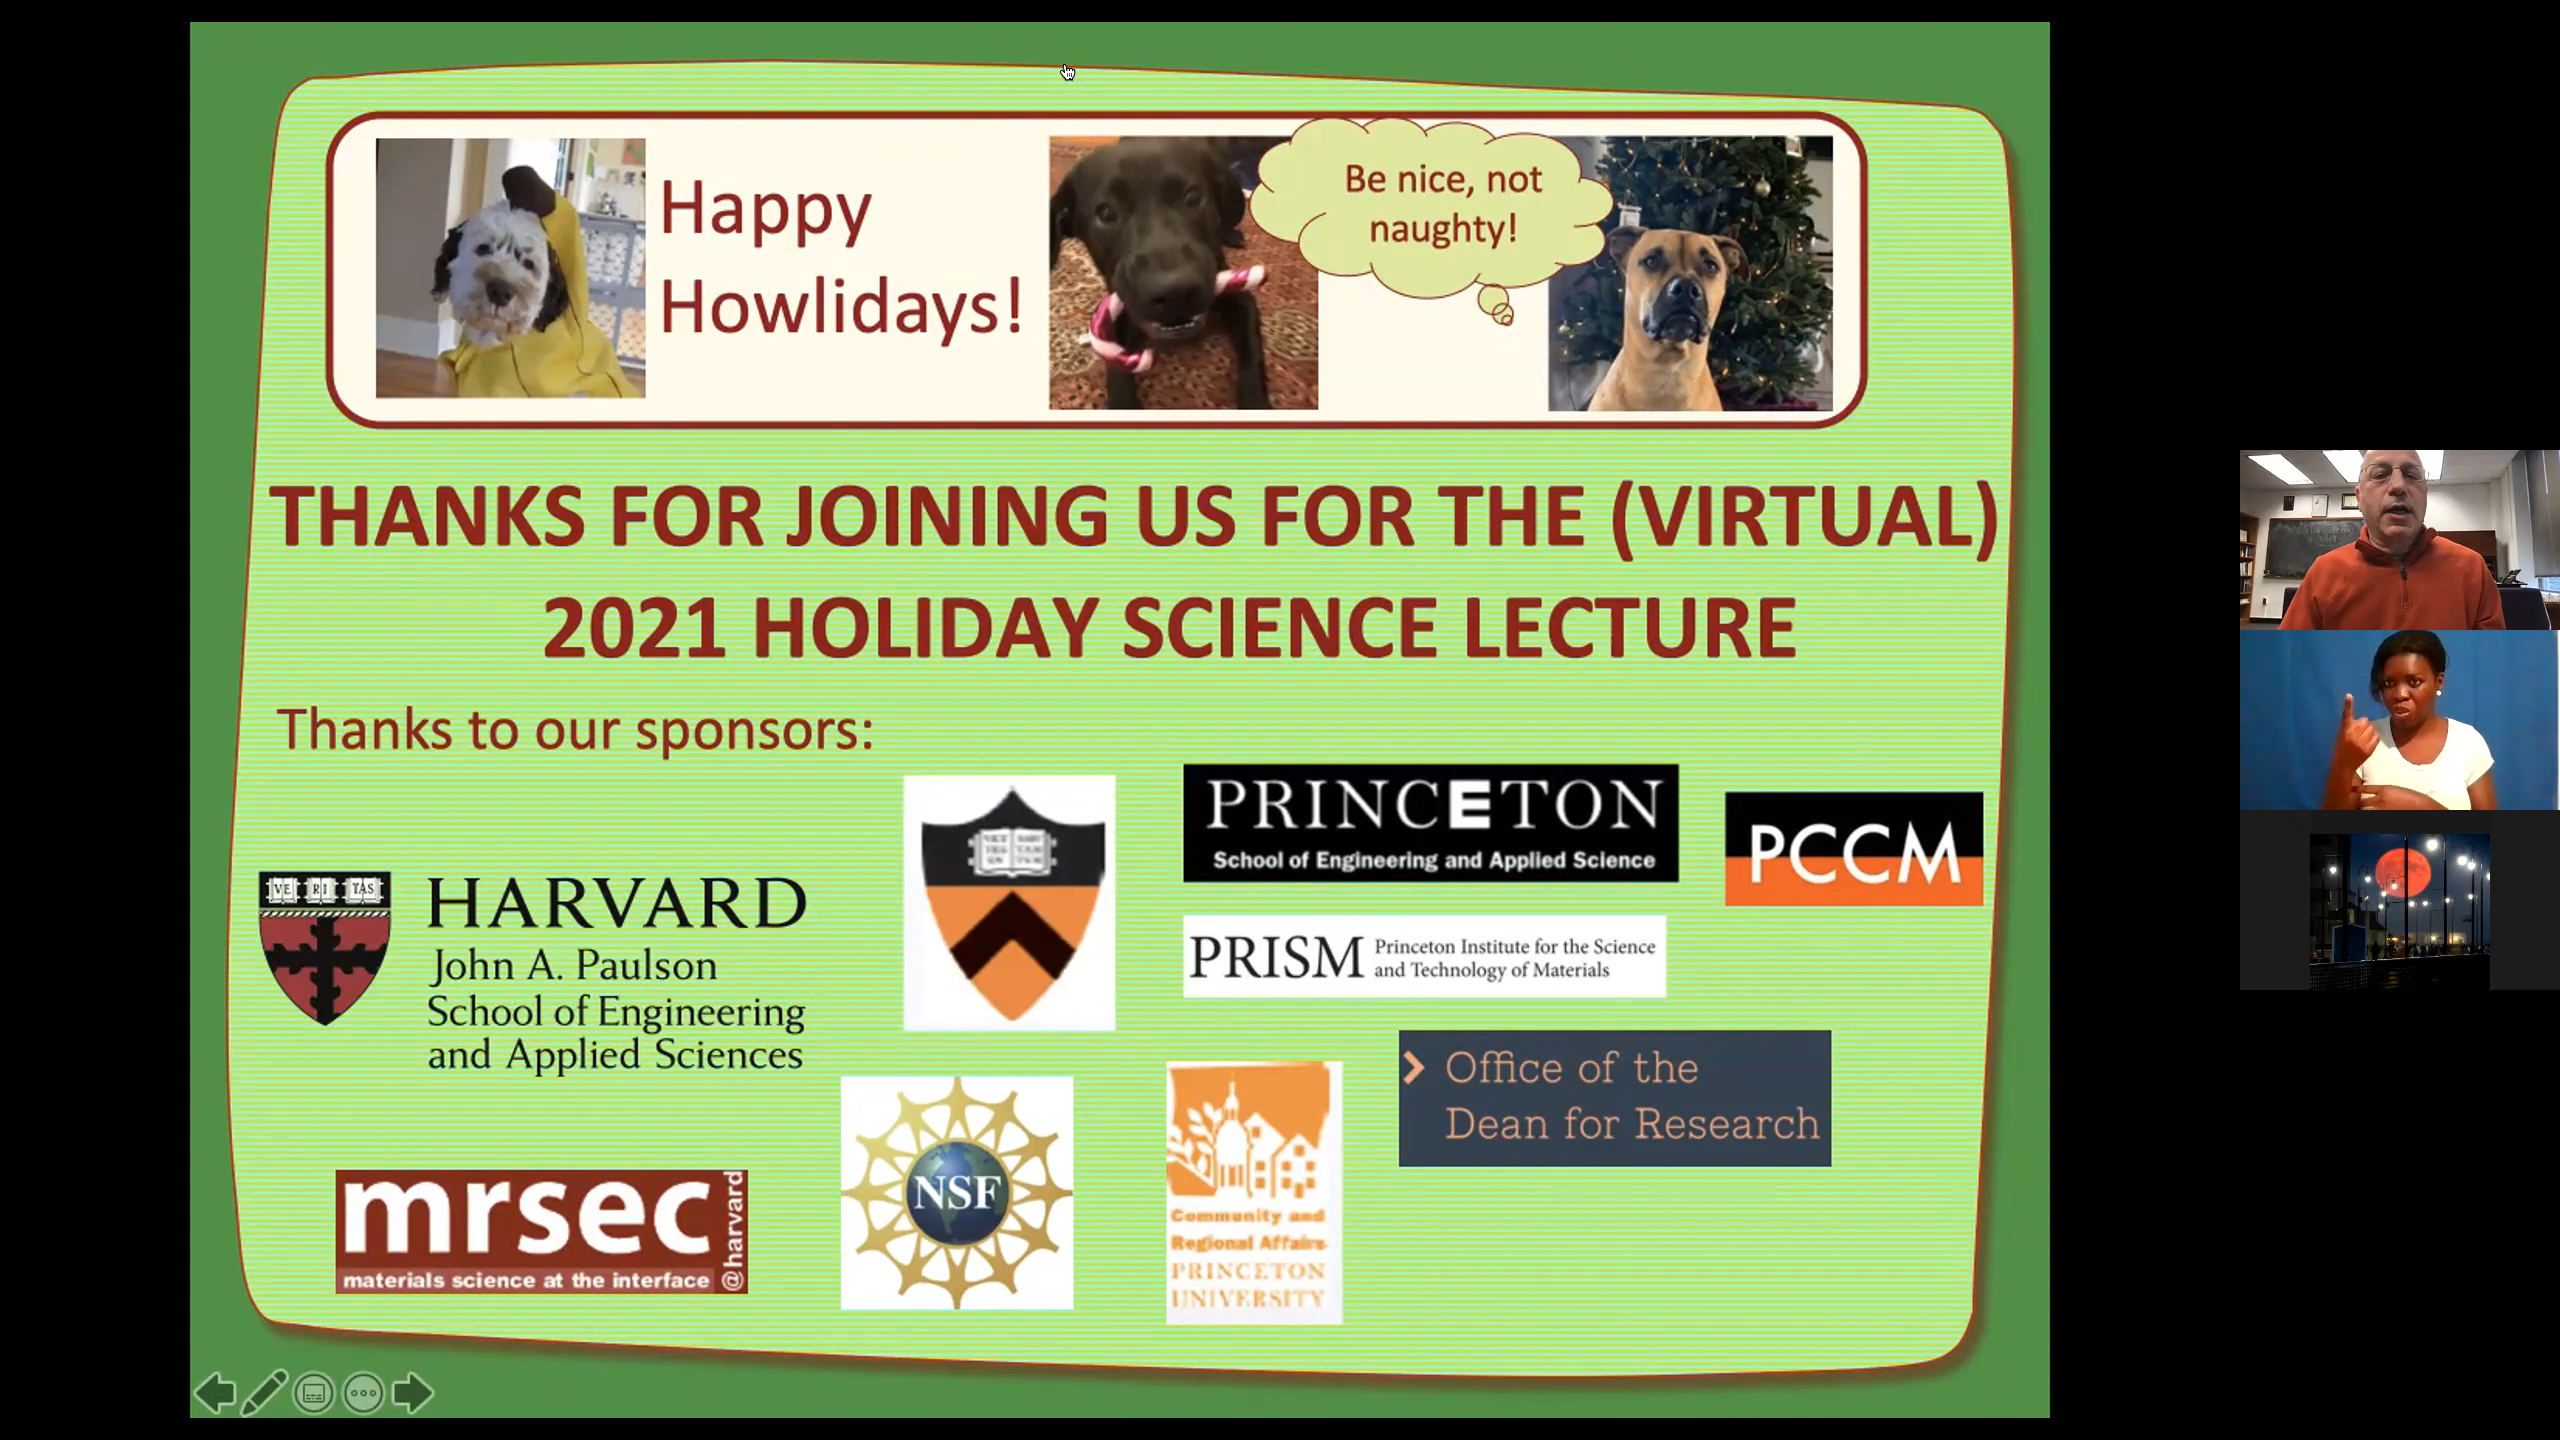 Happy
Howlidays!
Be nice, not
naughty!
THANKS FOR JOINING US FOR THE (VIRTUAL)
2021 HOLIDAY SCIENCE LECTURE
Thanks to our sponsors:
PRINCETON
School of Engineering and Applied Science
PCCM
VE RI TAS
HARVARD
John A. Paulson
School of Engineering
and Applied Sciences
PRISM Princeton Institute for the Science
and Technology of Materials
Office of the
Dean for Research
mrsec
materials science at the interface
@harvard
NSF
Community and
Regional Affairs
PRINCETON
UNIVERSITY